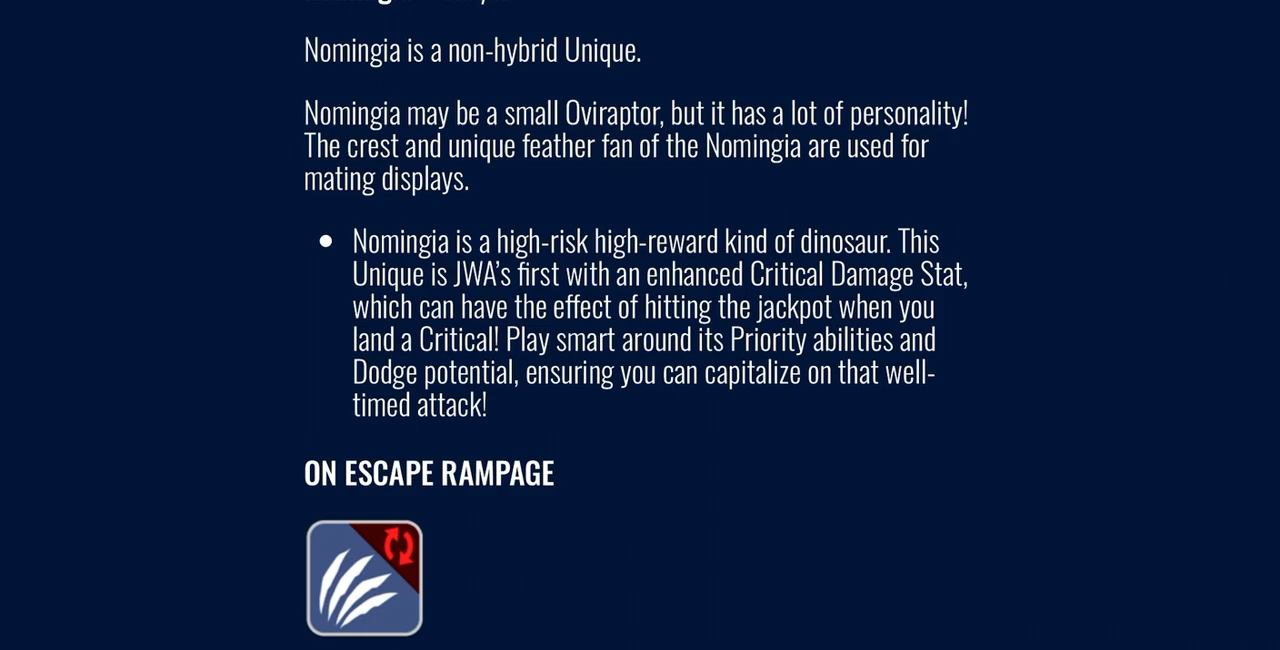 Nomingia is a non-hybrid Unique.
Nomingia may be a small Oviraptor, but it has a lot of personality!
The crest and unique feather fan of the Nomingia are used for
mating displays.
• Nomingia is a high-risk high-reward kind of dinosaur. This
Unique is JWA’s first with an enhanced Critical Damage Stat,
which can have the effect of hitting the jackpot when you
land a Critical! Play smart around its Priority abilities and
Dodge potential, ensuring you can capitalize on that well-
timed attack!
ON ESCAPE RAMPAGE